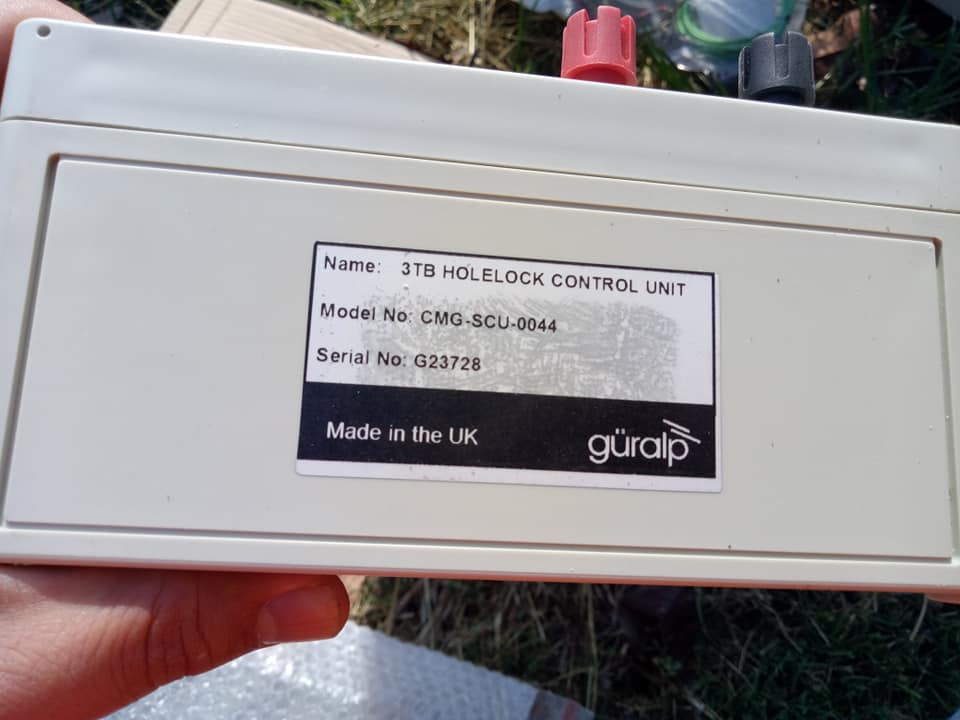 Name: 3TB HOLELOCK CONTROL UNIT
Model No: CMG-SCU-0044
Serial No: G23728
Made in the UK
güralp